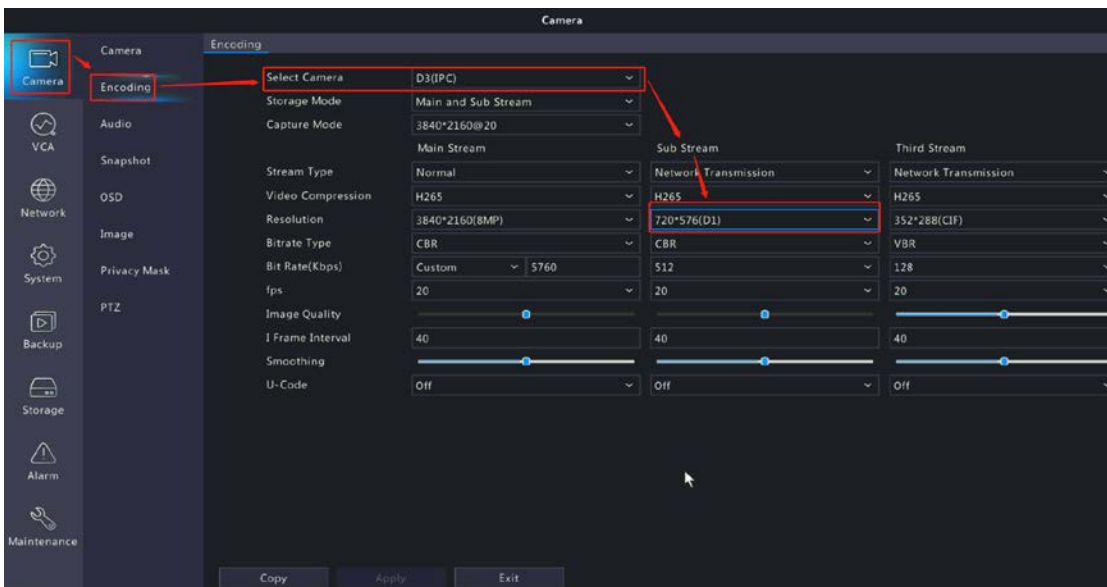 Camera
Camera
VCA
Network
System
Backup
Storage
Alarm
Maintenance
Camera
Encoding
Audio
Snapshot
OSD
Image
Privacy Mask
PTZ
Encoding
Select Camera D3(IPC)
Storage Mode Main and Sub Stream
Capture Mode 3840*2160@20
Main Stream Sub Stream Third Stream
Stream Type Normal Network Transmission Network Transmission
Video Compression H265 H265 H265
Resolution 3840*2160(8MP) 720*576(D1) 352*288(CIF)
Bitrate Type CBR CBR VBR
Bit Rate(Kbps) Custom 5760 512 128
fps 20 20 20
Image Quality
I Frame Interval 40 40 40
Smoothing
U-Code Off Off Off
Copy Apply Exit